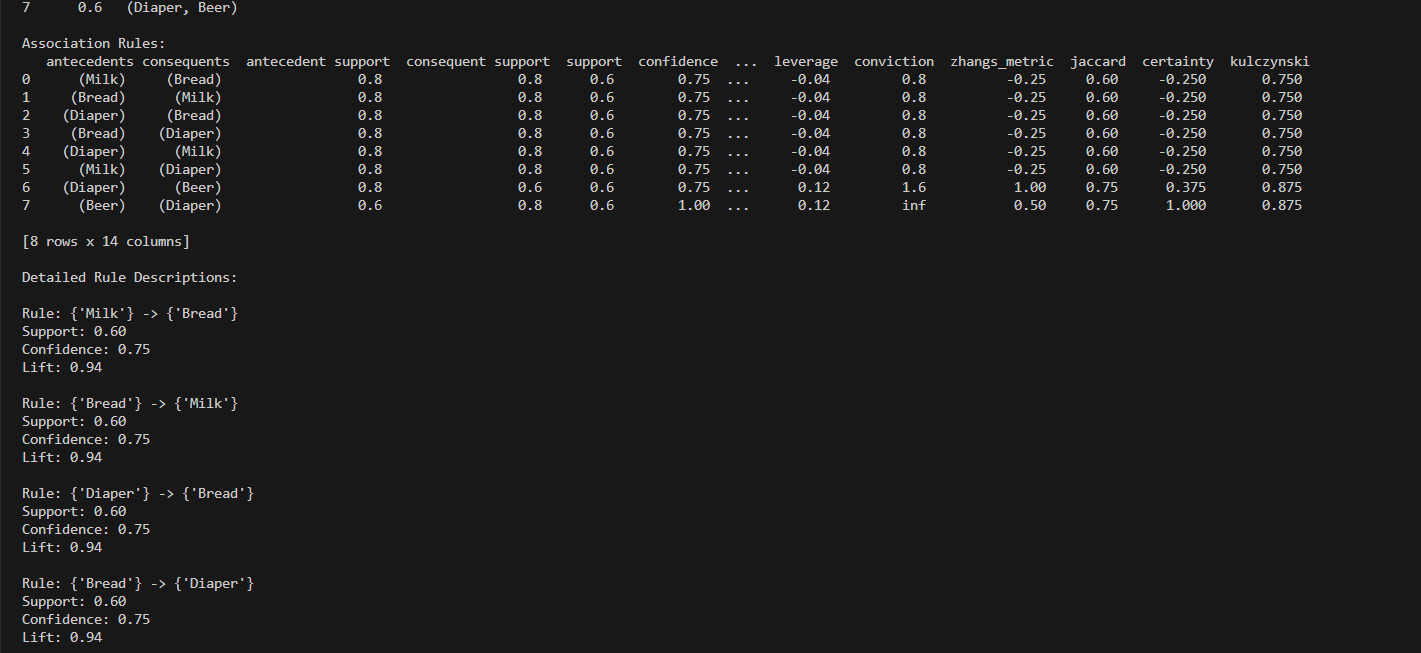 7      0.6   (Diaper, Beer)
Association Rules:
   antecedents consequents  antecedent support  consequent support  support  confidence  ...  leverage  conviction  zhangs_metric  jaccard  certainty  kulczynski
0       (Milk)     (Bread)                 0.8                 0.8      0.6        0.75  ...     -0.04         0.8          -0.25     0.60     -0.250       0.750
1      (Bread)      (Milk)                 0.8                 0.8      0.6        0.75  ...     -0.04         0.8          -0.25     0.60     -0.250       0.750
2     (Diaper)     (Bread)                 0.8                 0.8      0.6        0.75  ...     -0.04         0.8          -0.25     0.60     -0.250       0.750
3      (Bread)    (Diaper)                 0.8                 0.8      0.6        0.75  ...     -0.04         0.8          -0.25     0.60     -0.250       0.750
4     (Diaper)      (Milk)                 0.8                 0.8      0.6        0.75  ...     -0.04         0.8          -0.25     0.60     -0.250       0.750
5       (Milk)    (Diaper)                 0.8                 0.8      0.6        0.75  ...     -0.04         0.8          -0.25     0.60     -0.250       0.750
6     (Diaper)      (Beer)                 0.8                 0.6      0.6        0.75  ...      0.12         1.6           1.00     0.75      0.375       0.875
7       (Beer)    (Diaper)                 0.6                 0.8      0.6        1.00  ...      0.12         inf           0.50     0.75      1.000       0.875
[8 rows x 14 columns]
Detailed Rule Descriptions:
Rule: {'Milk'} -> {'Bread'}
Support: 0.60
Confidence: 0.75
Lift: 0.94
Rule: {'Bread'} -> {'Milk'}
Support: 0.60
Confidence: 0.75
Lift: 0.94
Rule: {'Diaper'} -> {'Bread'}
Support: 0.60
Confidence: 0.75
Lift: 0.94
Rule: {'Bread'} -> {'Diaper'}
Support: 0.60
Confidence: 0.75
Lift: 0.94